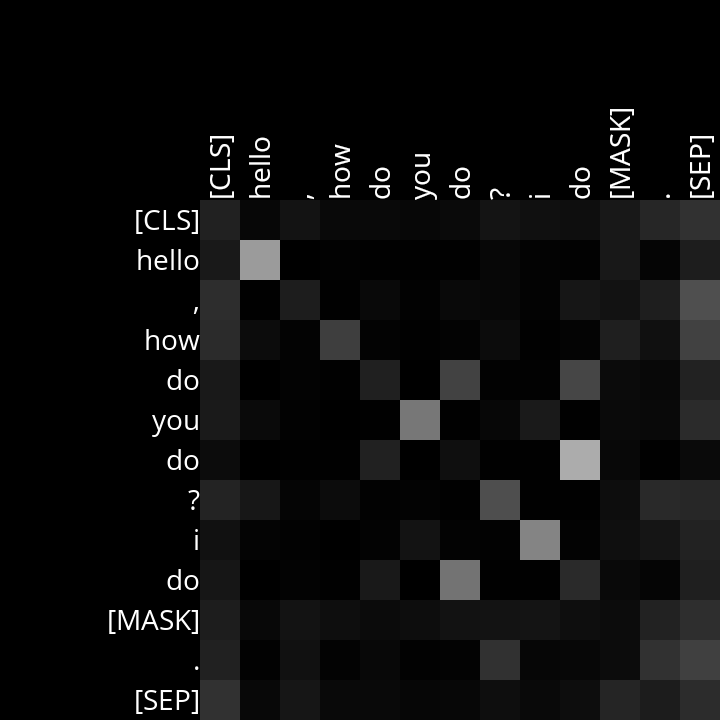 [CLS] hello , how do you do ? i do [MASK] . [SEP]
[CLS]
hello
,
how
do
you
do
?
i
do
[MASK]
.
[SEP]